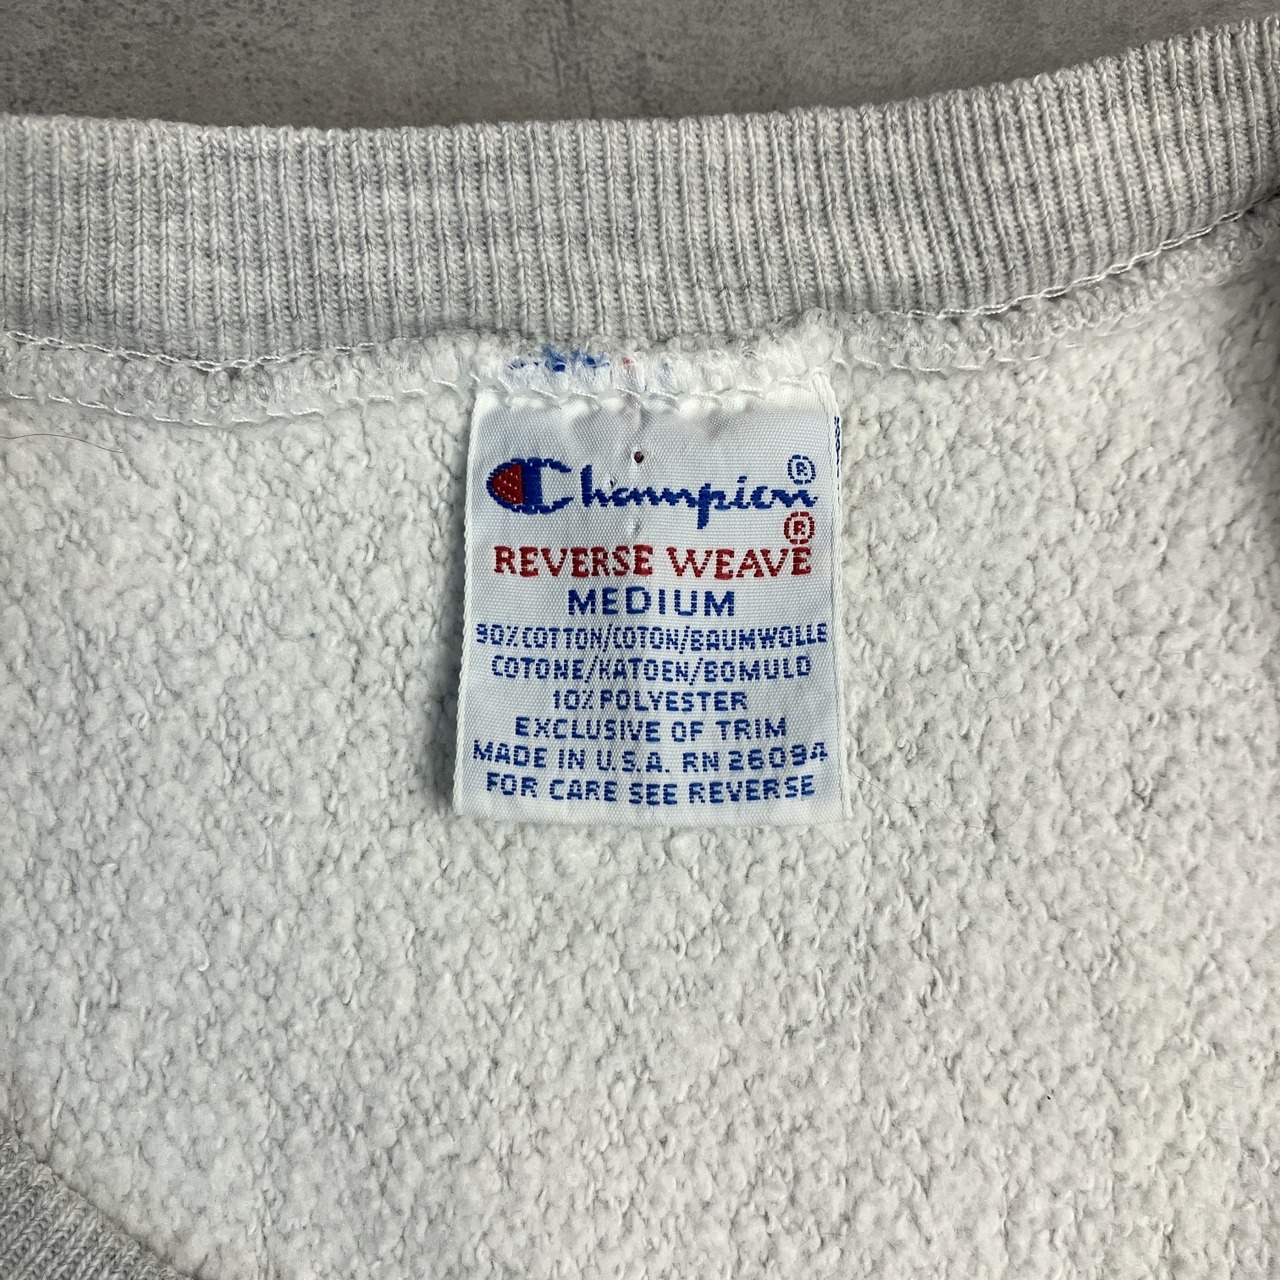 Champion®
®
REVERSE WEAVE
MEDIUM
90% COTTON/COTON/BAUMWOLLE
COTONE/KATOEN/BOMULD
10% POLYESTER
EXCLUSIVE OF TRIM
MADE IN U.S.A. RN 26094
FOR CARE SEE REVERSE